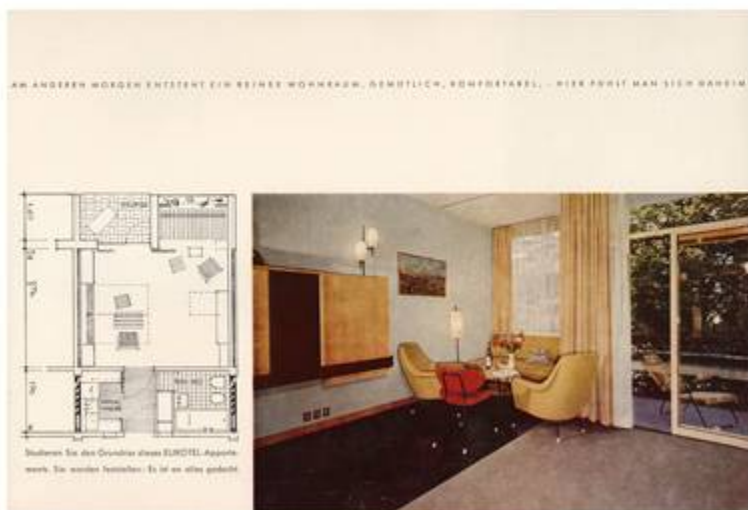 AM ANDEREN MORGEN ENTSTEHT EIN REINER WOHNRAUM, GEMÜTLICH, KOMFORTABEL, – HIER FÜHLT MAN SICH DAHEIM
Studieren Sie den Grundriss dieses EUROTEL-Apparte-
ments. Sie werden feststellen: Es ist an alles gedacht.